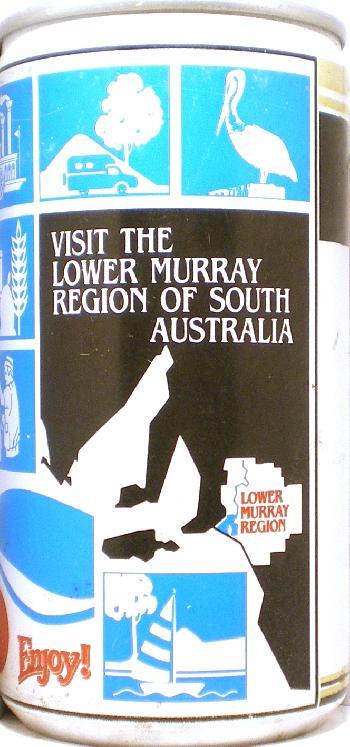 VISIT THE
LOWER MURRAY
REGION OF SOUTH
AUSTRALIA
LOWER
MURRAY
REGION
Enjoy!